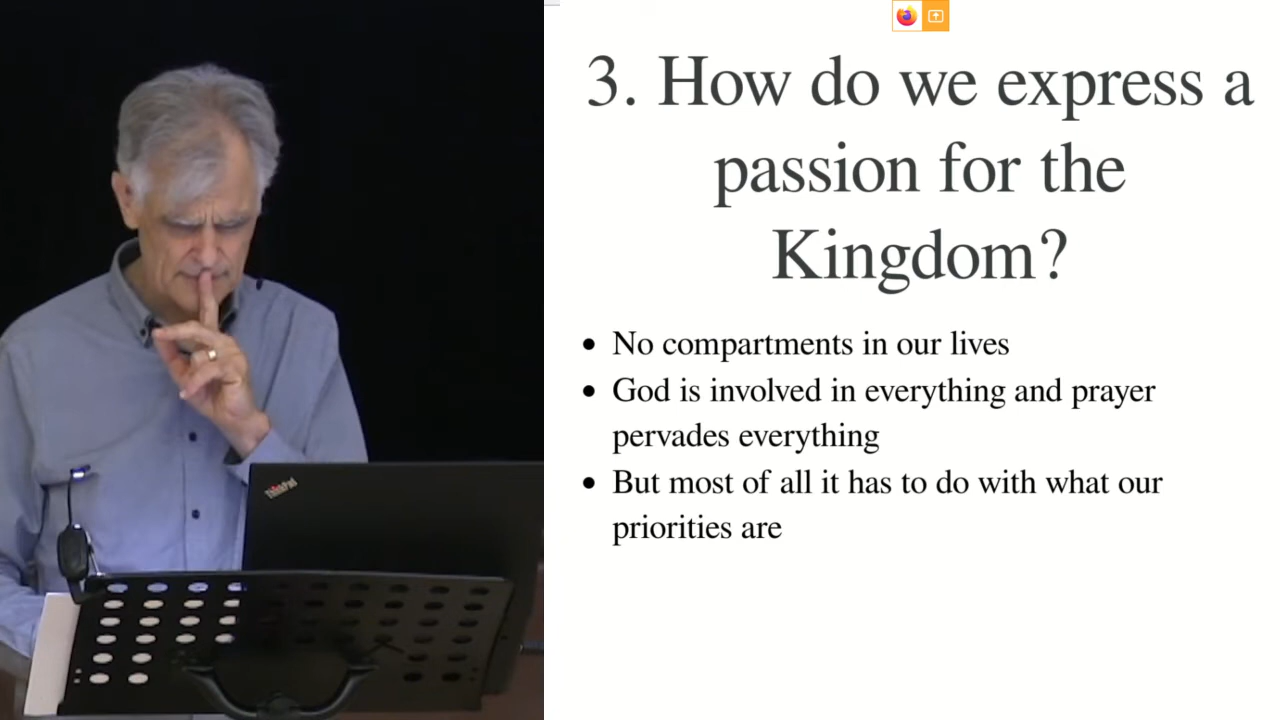 3. How do we express a
passion for the
Kingdom?
No compartments in our lives
God is involved in everything and prayer
pervades everything
But most of all it has to do with what our
priorities are
ThinkPad